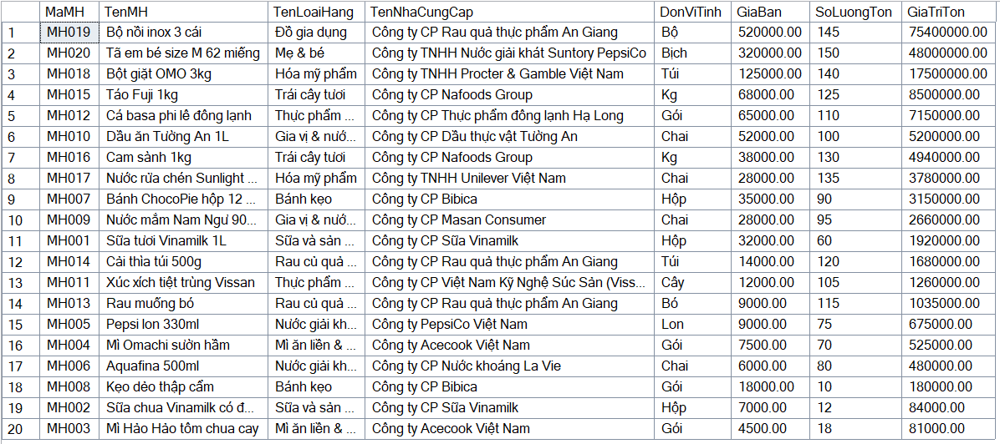 MaMH TenMH TenLoaiHang TenNhaCungCap DonViTinh GiaBan SoLuongTon GiaTriTon
1 MH019 Bộ nồi inox 3 cái Đồ gia dụng Công ty CP Rau quả thực phẩm An Giang Bộ 520000.00 145 75400000.00
2 MH020 Tã em bé size M 62 miếng Mẹ & bé Công ty TNHH Nước giải khát Suntory PepsiCo Bịch 320000.00 150 48000000.00
3 MH018 Bột giặt OMO 3kg Hóa mỹ phẩm Công ty TNHH Procter & Gamble Việt Nam Túi 125000.00 140 17500000.00
4 MH015 Táo Fuji 1kg Trái cây tươi Công ty CP Nafoods Group Kg 68000.00 125 8500000.00
5 MH012 Cá basa phi lê đông lạnh Thực phẩm ... Công ty CP Thực phẩm đông lạnh Hạ Long Gói 65000.00 110 7150000.00
6 MH010 Dầu ăn Tường An 1L Gia vị & nướ... Công ty CP Dầu thực vật Tường An Chai 52000.00 100 5200000.00
7 MH016 Cam sành 1kg Trái cây tươi Công ty CP Nafoods Group Kg 38000.00 130 4940000.00
8 MH017 Nước rửa chén Sunlight ... Hóa mỹ phẩm Công ty TNHH Unilever Việt Nam Chai 28000.00 135 3780000.00
9 MH007 Bánh ChocoPie hộp 12 ... Bánh kẹo Công ty CP Bibica Hộp 35000.00 90 3150000.00
10 MH009 Nước mắm Nam Ngư 90... Gia vị & nướ... Công ty CP Masan Consumer Chai 28000.00 95 2660000.00
11 MH001 Sữa tươi Vinamilk 1L Sữa và sản ... Công ty CP Sữa Vinamilk Hộp 32000.00 60 1920000.00
12 MH014 Cải thìa túi 500g Rau củ quả ... Công ty CP Rau quả thực phẩm An Giang Túi 14000.00 120 1680000.00
13 MH011 Xúc xích tiệt trùng Vissan Thực phẩm ... Công ty CP Việt Nam Kỹ Nghệ Súc Sản (Viss... Cây 12000.00 105 1260000.00
14 MH013 Rau muống bó Rau củ quả ... Công ty CP Rau quả thực phẩm An Giang Bó 9000.00 115 1035000.00
15 MH005 Pepsi lon 330ml Nước giải kh... Công ty PepsiCo Việt Nam Lon 9000.00 75 675000.00
16 MH004 Mì Omachi sườn hầm Mì ăn liền & ... Công ty Acecook Việt Nam Gói 7500.00 70 525000.00
17 MH006 Aquafina 500ml Nước giải kh... Công ty CP Nước khoáng La Vie Chai 6000.00 80 480000.00
18 MH008 Kẹo dẻo thập cẩm Bánh kẹo Công ty CP Bibica Gói 18000.00 10 180000.00
19 MH002 Sữa chua Vinamilk có đ... Sữa và sản ... Công ty CP Sữa Vinamilk Hộp 7000.00 12 84000.00
20 MH003 Mì Hảo Hảo tôm chua cay Mì ăn liền & ... Công ty Acecook Việt Nam Gói 4500.00 18 81000.00